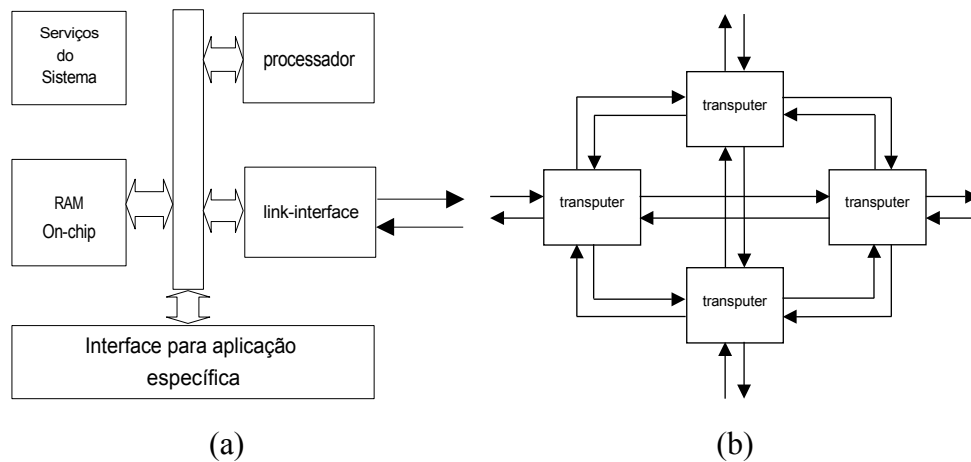 Serviços
do
Sistema
processador
RAM
On-chip
link-interface
Interface para aplicação
específica
(a)
transputer
transputer
transputer
transputer
(b)